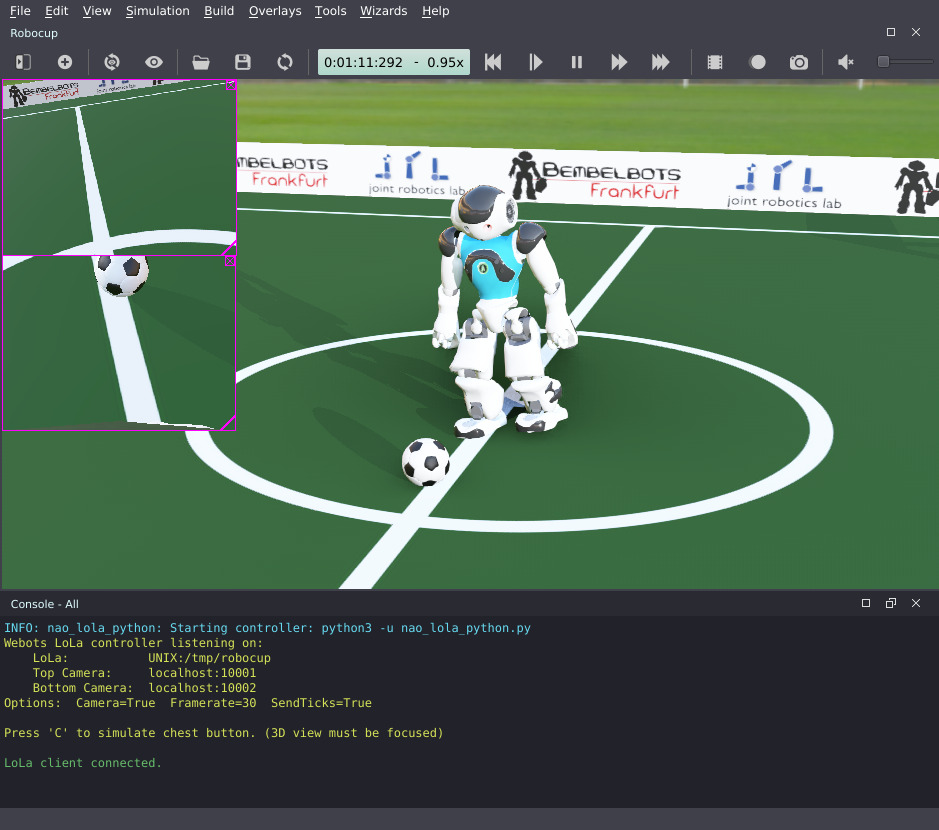 File Edit View Simulation Build Overlays Tools Wizards Help
Robocup
0:01:11:292 - 0.95x
BEMBELBOTS
Frankfurt
MBELBOTS
Frankfurt
joint robotics lab
BEMBELBOTS
Frankfurt
joint robotics lab
Console - All
INFO: nao_lola_python: Starting controller: python3 -u nao_lola_python.py
Webots LoLa controller listening on:
LoLa: UNIX:/tmp/robocup
Top Camera: localhost:10001
Bottom Camera: localhost:10002
Options: Camera=True Framerate=30 SendTicks=True
Press 'C' to simulate chest button. (3D view must be focused)
LoLa client connected.